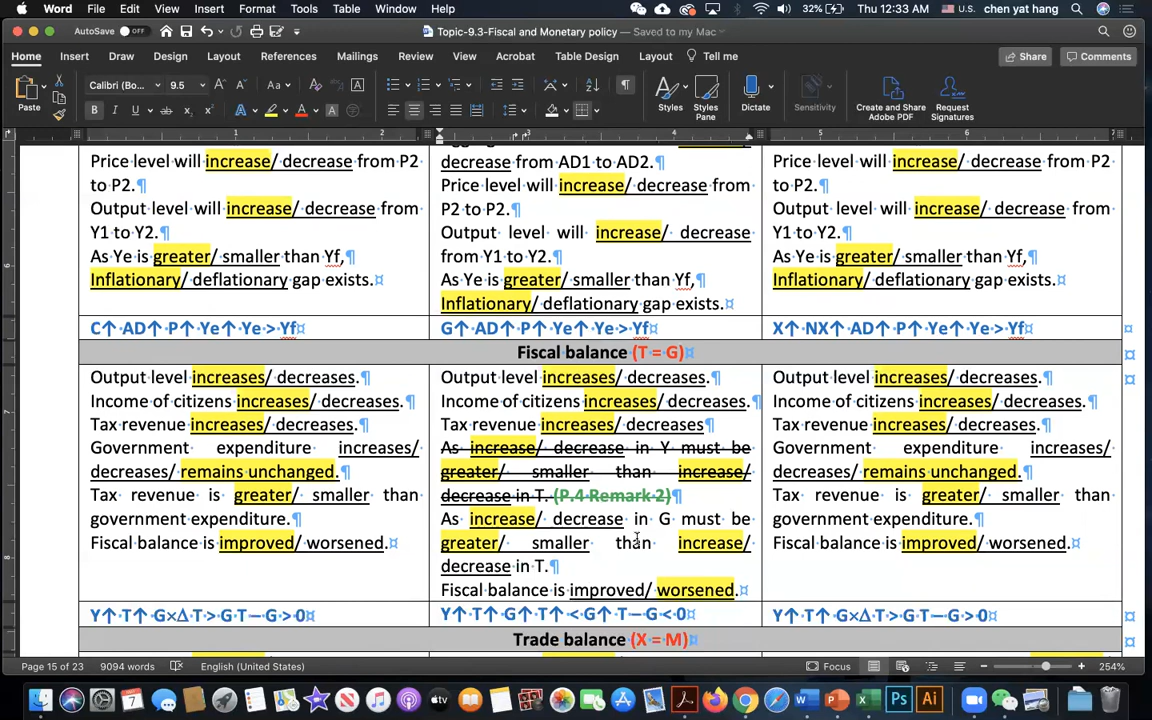 Word File Edit View Insert Format Tools Table Window Help 32% Thu 12:33 AM U.S. chen yat hang
AutoSave OFF Topic-9.3-Fiscal and Monetary policy — Saved to my Mac
Home Insert Draw Design Layout References Mailings Review View Acrobat Table Design Layout Tell me Share Comments
Paste Calibri (Bo... 9.5 Styles Styles Pane Dictate Sensitivity Create and Share Adobe PDF Request Signatures
B I U ab x₂ x²
1 2 3 4 5 6 7
Price level will increase/ decrease from P2
to P2.¶
Output level will increase/ decrease from
Y1 to Y2.¶
As Ye is greater/ smaller than Yf,¶
Inflationary/ deflationary gap exists.¤
decrease from AD1 to AD2.¶
Price level will increase/ decrease from
P2 to P2.¶
Output level will increase/ decrease
from Y1 to Y2.¶
As Ye is greater/ smaller than Yf,¶
Inflationary/ deflationary gap exists.¤
Price level will increase/ decrease from P2
to P2.¶
Output level will increase/ decrease from
Y1 to Y2.¶
As Ye is greater/ smaller than Yf,¶
Inflationary/ deflationary gap exists.¤
C↑ AD↑ P↑ Ye↑ Ye> Yf¤
G↑ AD↑ P↑ Ye↑ Ye> Yf¤
X↑ NX↑ AD↑ P↑ Ye↑ Ye> Yf¤
Fiscal balance (T = G)¤
Output level increases/ decreases.¶
Income of citizens increases/ decreases.¶
Tax revenue increases/ decreases.¶
Government expenditure increases/
decreases/ remains unchanged.¶
Tax revenue is greater/ smaller than
government expenditure.¶
Fiscal balance is improved/ worsened.¤
Output level increases/ decreases.¶
Income of citizens increases/ decreases.¶
Tax revenue increases/ decreases¶
As increase/ decrease in Y must be
greater/ smaller than increase/
decrease in T. (P.4 Remark 2)¶
As increase/ decrease in G must be
greater/ smaller than increase/
decrease in T.¶
Fiscal balance is improved/ worsened.¤
Output level increases/ decreases.¶
Income of citizens increases/ decreases.¶
Tax revenue increases/ decreases.¶
Government expenditure increases/
decreases/ remains unchanged.¶
Tax revenue is greater/ smaller than
government expenditure.¶
Fiscal balance is improved/ worsened.¤
Y↑ T↑ G×Δ T> G T— G> 0¤
Y↑ T↑ G↑ T↑ <G↑ T— G< 0¤
Y↑ T↑ G×Δ T> G T— G> 0¤
Trade balance (X = M)¤
Page 15 of 23 9094 words English (United States) Focus 254%